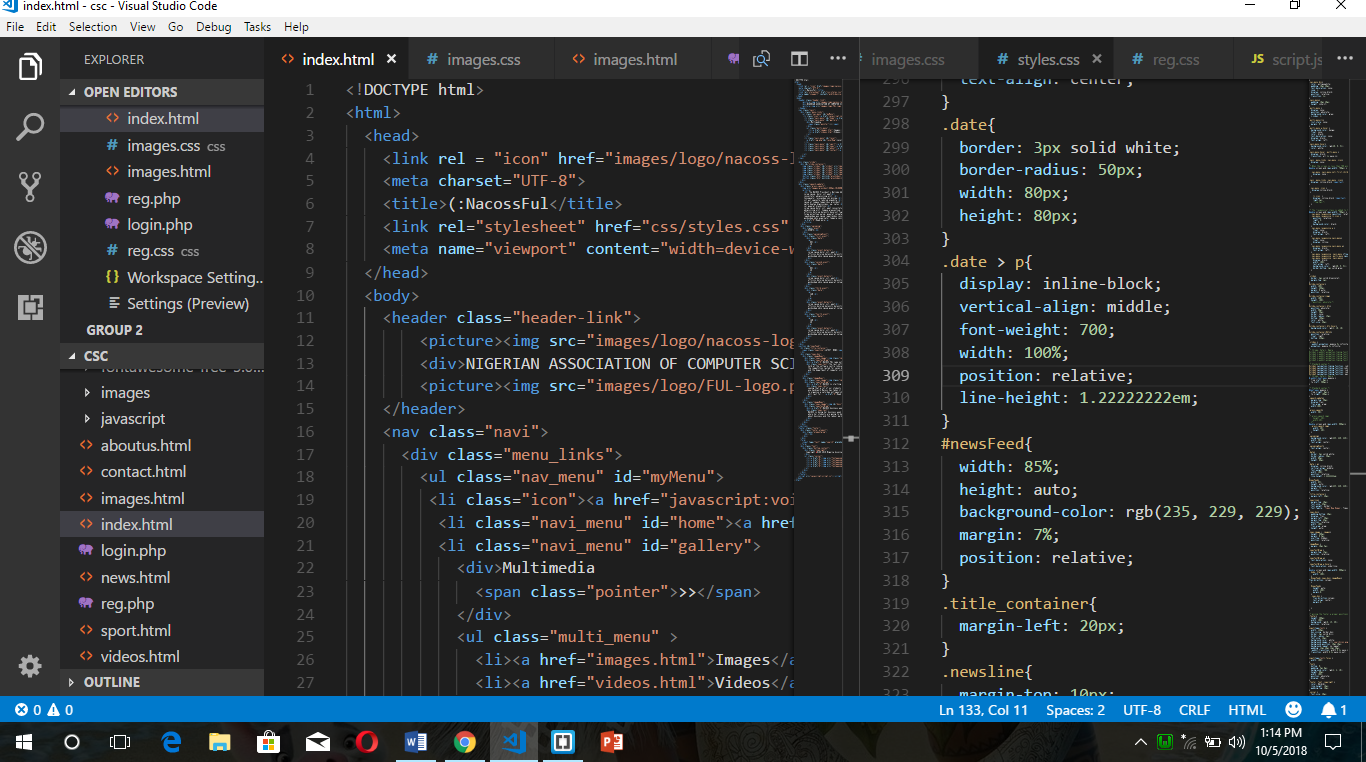 index.html - csc - Visual Studio Code
File Edit Selection View Go Debug Tasks Help
EXPLORER
OPEN EDITORS
index.html
images.css css
images.html
reg.php
login.php
reg.css css
Workspace Setting...
Settings (Preview)
GROUP 2
CSC
images
javascript
aboutus.html
contact.html
images.html
index.html
login.php
news.html
reg.php
sport.html
videos.html
OUTLINE
index.html images.css images.html
1 <!DOCTYPE html>
2 <html>
3 <head>
4 <link rel = "icon" href="images/logo/nacoss-l
5 <meta charset="UTF-8">
6 <title>(:NacossFul</title>
7 <link rel="stylesheet" href="css/styles.css"
8 <meta name="viewport" content="width=device-w
9 </head>
10 <body>
11 <header class="header-link">
12 <picture><img src="images/logo/nacoss-log
13 <div>NIGERIAN ASSOCIATION OF COMPUTER SCI
14 <picture><img src="images/logo/FUL-logo.p
15 </header>
16 <nav class="navi">
17 <div class="menu_links">
18 <ul class="nav_menu" id="myMenu">
19 <li class="icon"><a href="javascript:voi
20 <li class="navi_menu" id="home"><a href
21 <li class="navi_menu" id="gallery">
22 <div>Multimedia
23 <span class="pointer">>></span>
24 </div>
25 <ul class="multi_menu" >
26 <li><a href="images.html">Images</a
27 <li><a href="videos.html">Videos</a
images.css # styles.css # reg.css JS script.js
296 text-align: center;
297 }
298 .date{
299 border: 3px solid white;
300 border-radius: 50px;
301 width: 80px;
302 height: 80px;
303 }
304 .date > p{
305 display: inline-block;
306 vertical-align: middle;
307 font-weight: 700;
308 width: 100%;
309 position: relative;
310 line-height: 1.22222222em;
311 }
312 #newsFeed{
313 width: 85%;
314 height: auto;
315 background-color: rgb(235, 229, 229);
316 margin: 7%;
317 position: relative;
318 }
319 .title_container{
320 margin-left: 20px;
321 }
322 .newsline{
323 margin-top: 10px;
0 0 Ln 133, Col 11 Spaces: 2 UTF-8 CRLF HTML 1
1:14 PM
10/5/2018